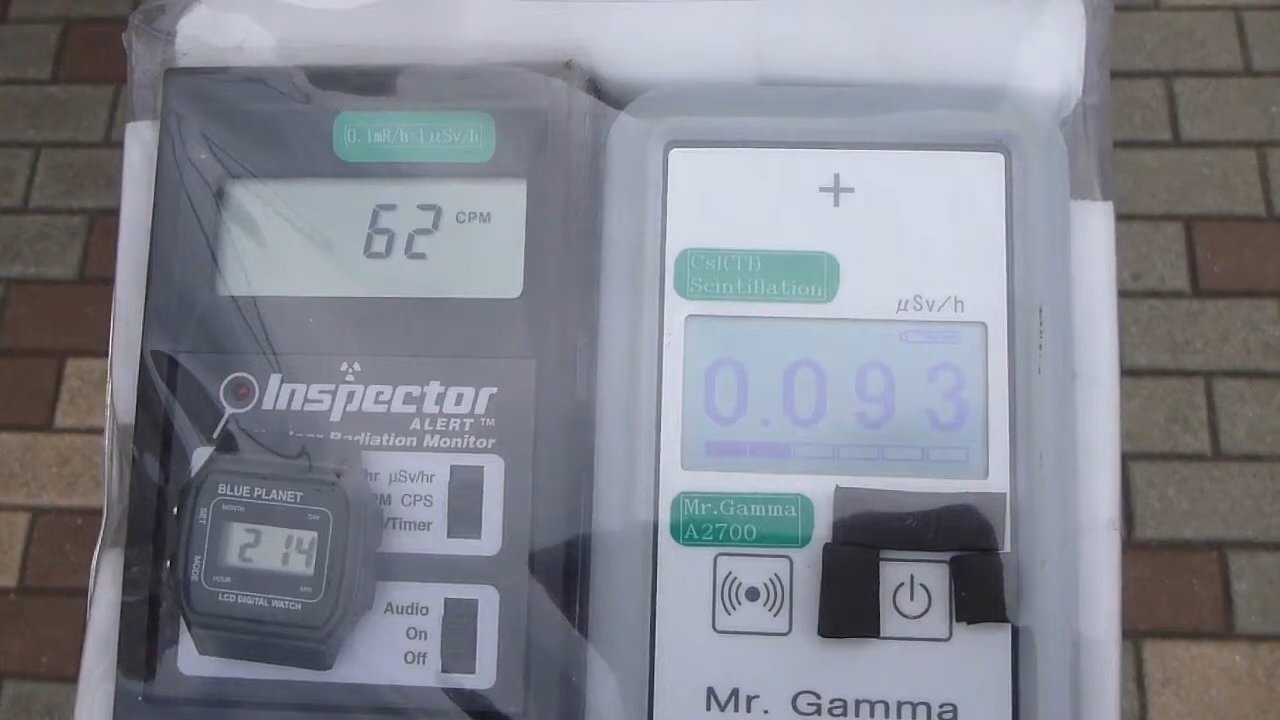 0.1mR/h=1μSv/h
62 CPM
Inspector
ALERT™
Radiation Monitor
hr μSv/hr
CPS
/Timer
Audio
On
Off
BLUE PLANET
MONTH DAY
SET
MODE
2 14
HOUR MIN
LCD DIGITAL WATCH
+
CsI(Tl)
Scintillation
μSv/h
0.093
Mr.Gamma
A2700
Mr. Gamma